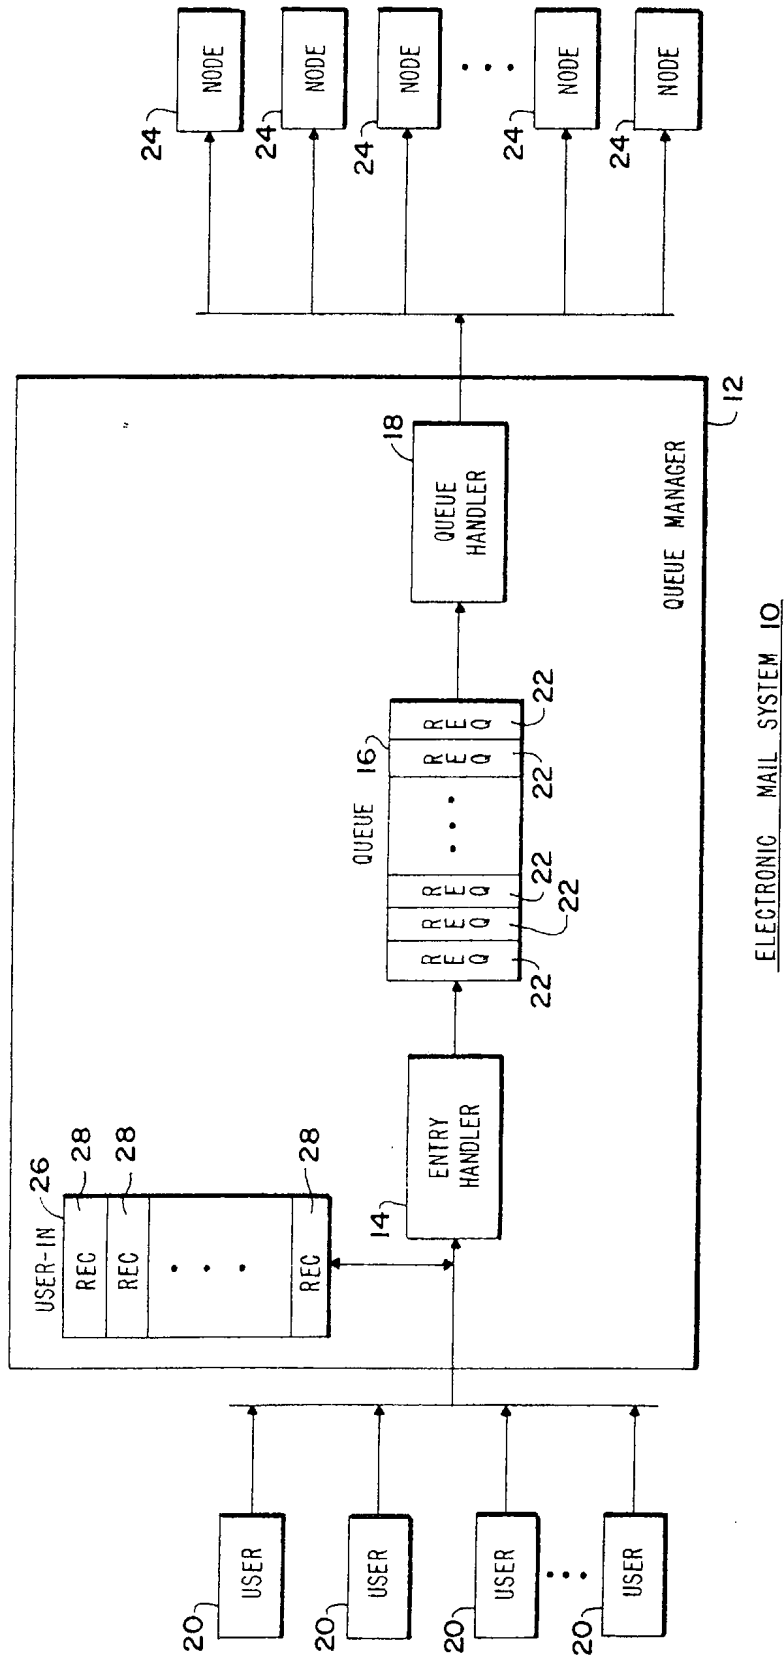 USER-IN
26
REC
28
REC
28
REC
28
20
USER
20
USER
20
USER
20
USER
14
ENTRY
HANDLER
QUEUE
16
REQ
22
REQ
22
REQ
22
REQ
22
REQ
22
18
QUEUE
HANDLER
QUEUE MANAGER
12
24
NODE
24
NODE
24
NODE
24
NODE
24
NODE
ELECTRONIC MAIL SYSTEM 10